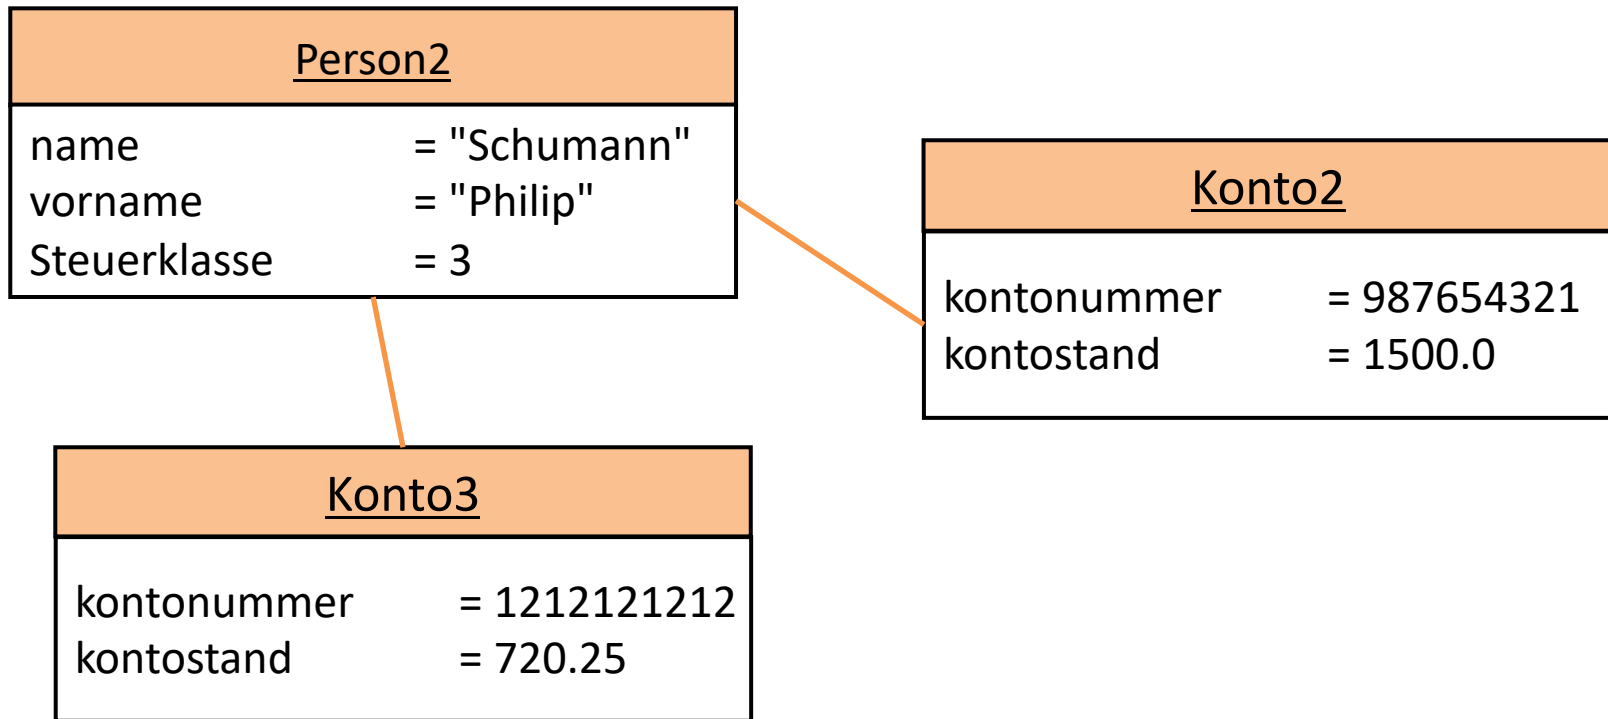 Person2
name = "Schumann"
vorname = "Philip"
Steuerklasse = 3
Konto2
kontonummer = 987654321
kontostand = 1500.0
Konto3
kontonummer = 1212121212
kontostand = 720.25